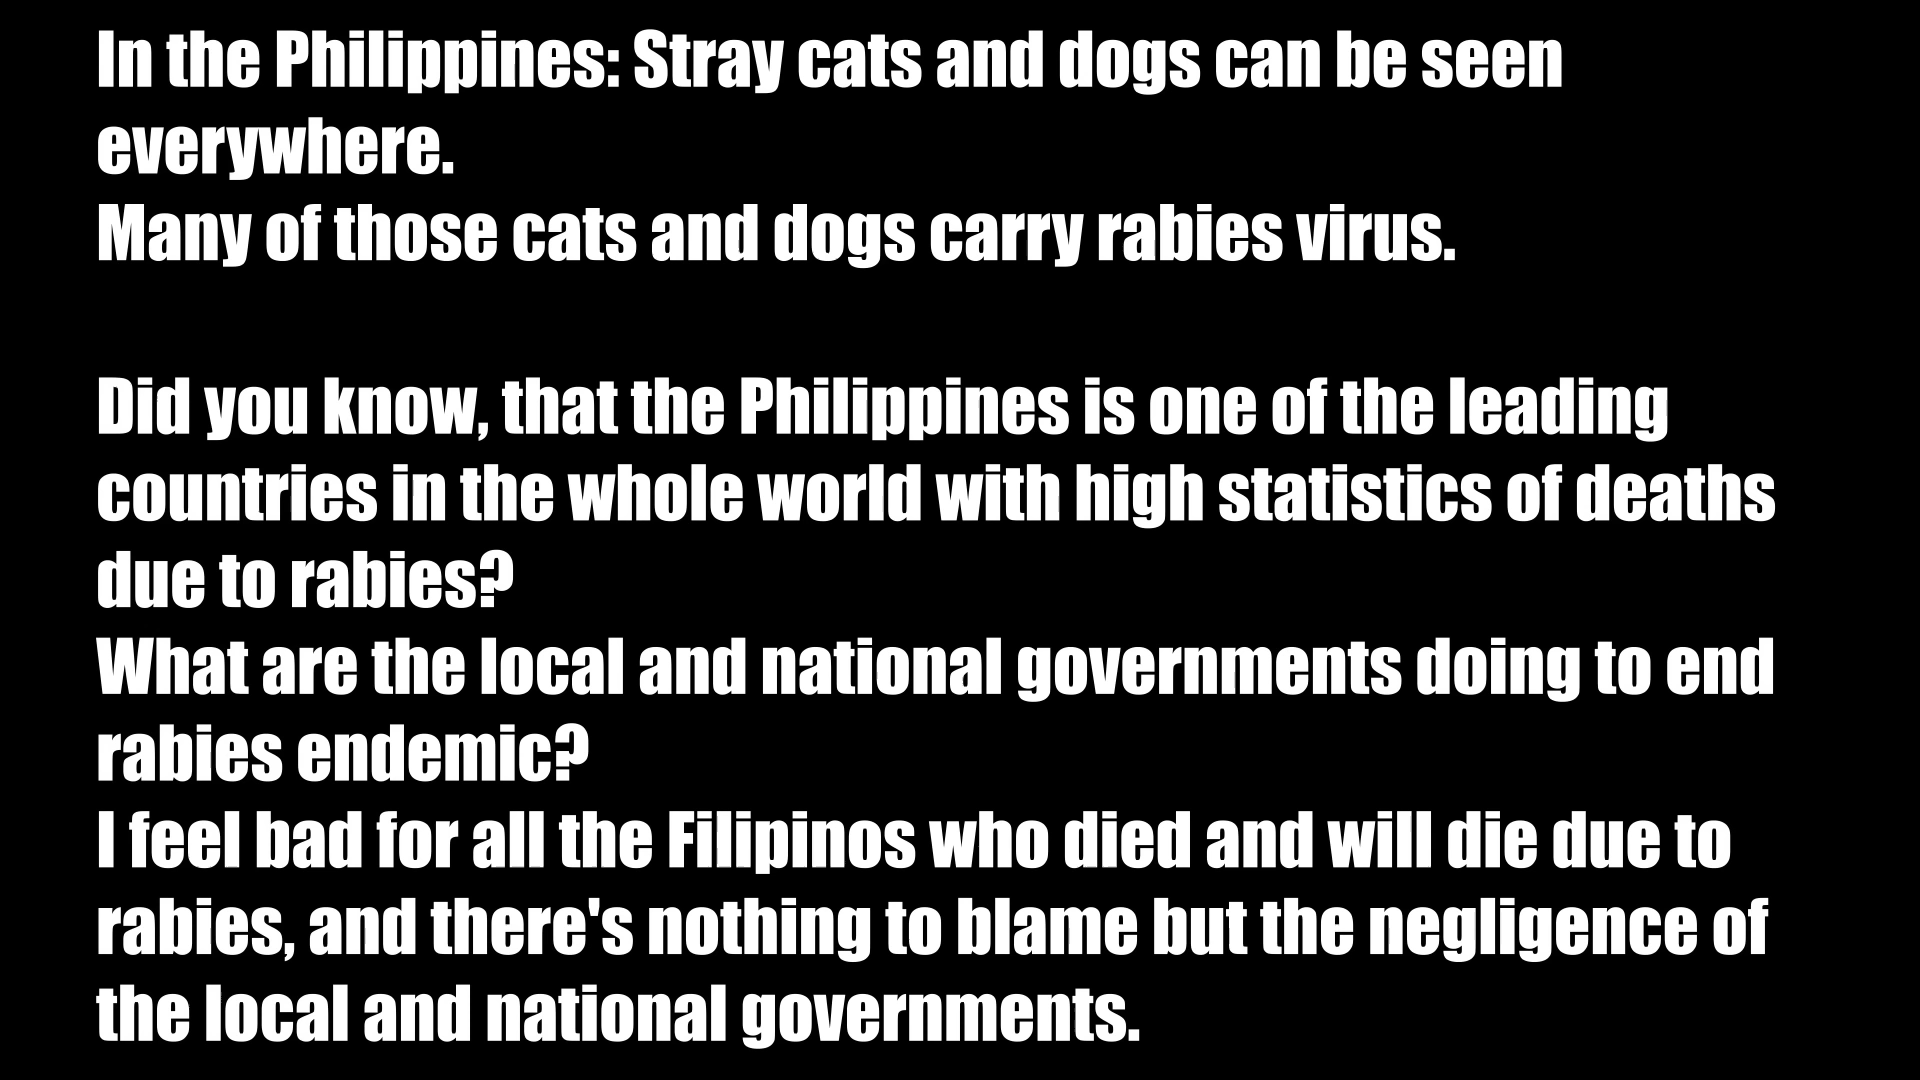 In the Philippines: Stray cats and dogs can be seen
everywhere.
Many of those cats and dogs carry rabies virus.
Did you know, that the Philippines is one of the leading
countries in the whole world with high statistics of deaths
due to rabies?
What are the local and national governments doing to end
rabies endemic?
I feel bad for all the Filipinos who died and will die due to
rabies, and there's nothing to blame but the negligence of
the local and national governments.